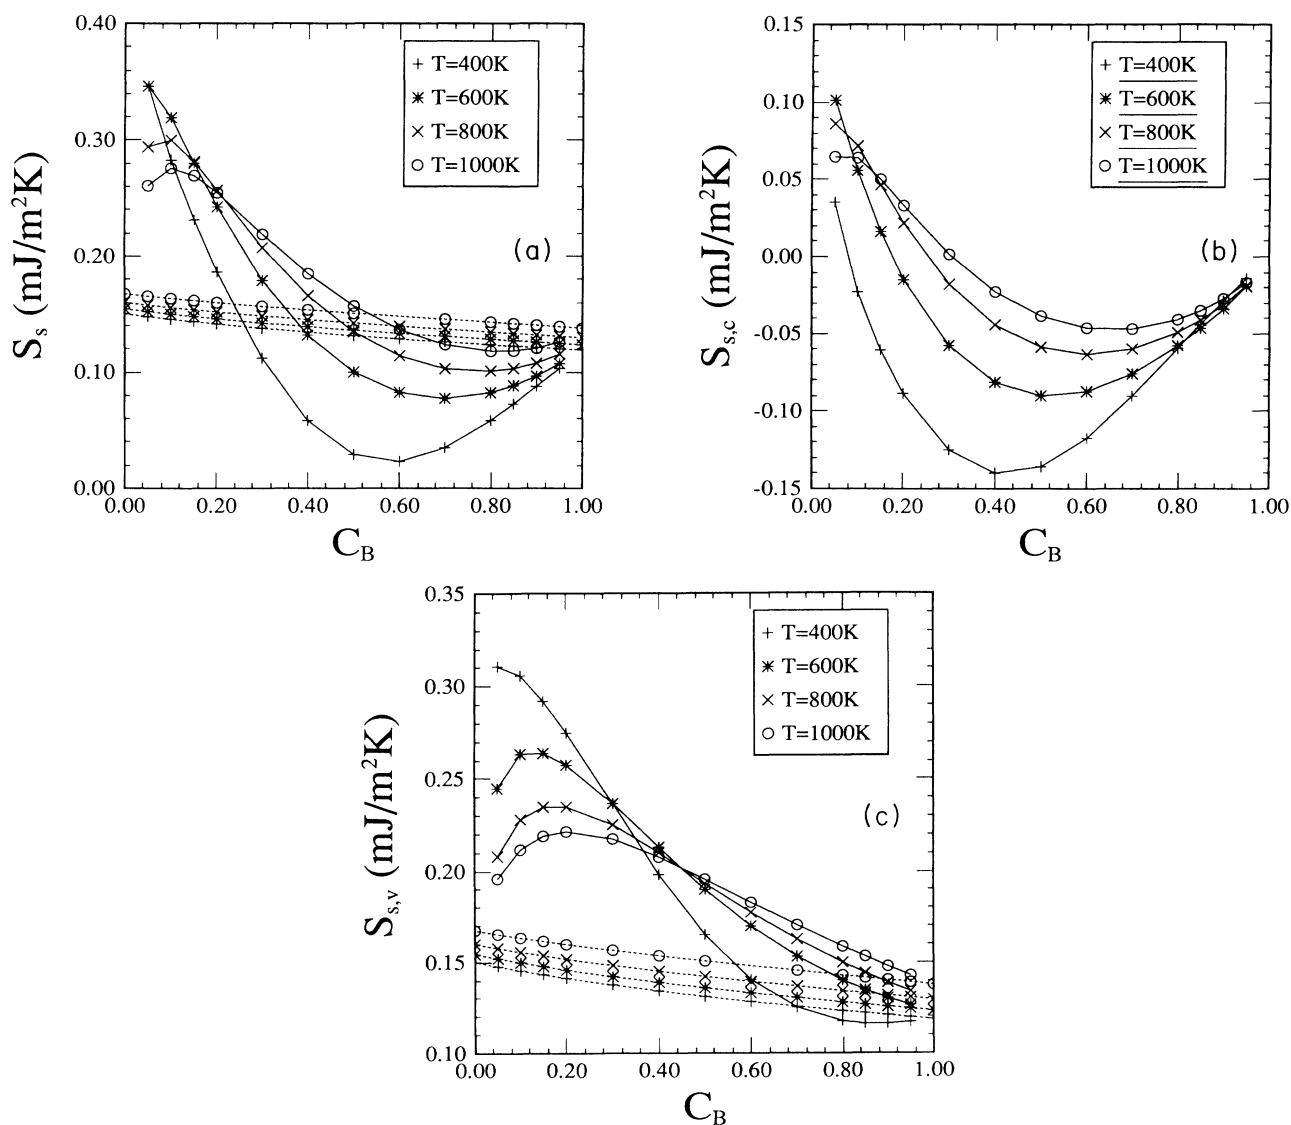 0.40
0.30
0.20
0.10
0.00
S_s (mJ/m²K)
+ T=400K
∗ T=600K
× T=800K
○ T=1000K
(a)
0.00 0.20 0.40 0.60 0.80 1.00
C_B
0.15
0.10
0.05
0.00
-0.05
-0.10
-0.15
S_s,c (mJ/m²K)
+ T=400K
∗ T=600K
× T=800K
○ T=1000K
(b)
0.00 0.20 0.40 0.60 0.80 1.00
C_B
0.35
0.30
0.25
0.20
0.15
0.10
S_s,v (mJ/m²K)
+ T=400K
∗ T=600K
× T=800K
○ T=1000K
(c)
0.00 0.20 0.40 0.60 0.80 1.00
C_B